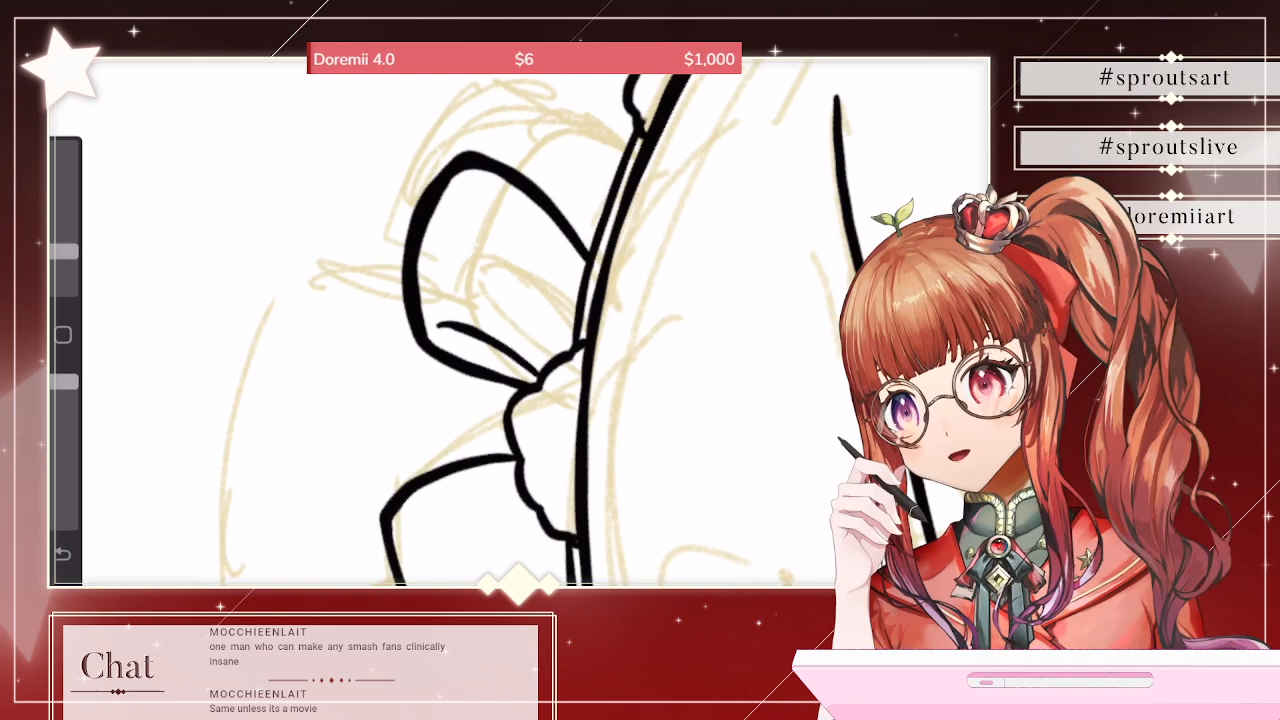 Doremii 4.0 $6 $1,000
#sproutsart
#sproutslive
loremiiart
Chat
MOCCHIEENLAIT
one man who can make any smash fans clinically
insane
MOCCHIEENLAIT
Same unless its a movie